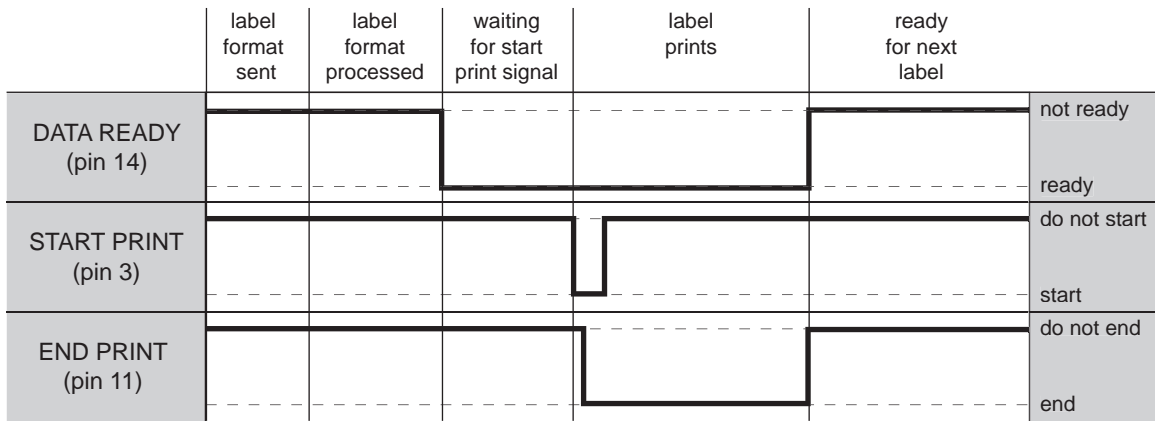 label
format
sent
label
format
processed
waiting
for start
print signal
label
prints
ready
for next
label
DATA READY
(pin 14)
not ready
ready
START PRINT
(pin 3)
do not start
start
END PRINT
(pin 11)
do not end
end